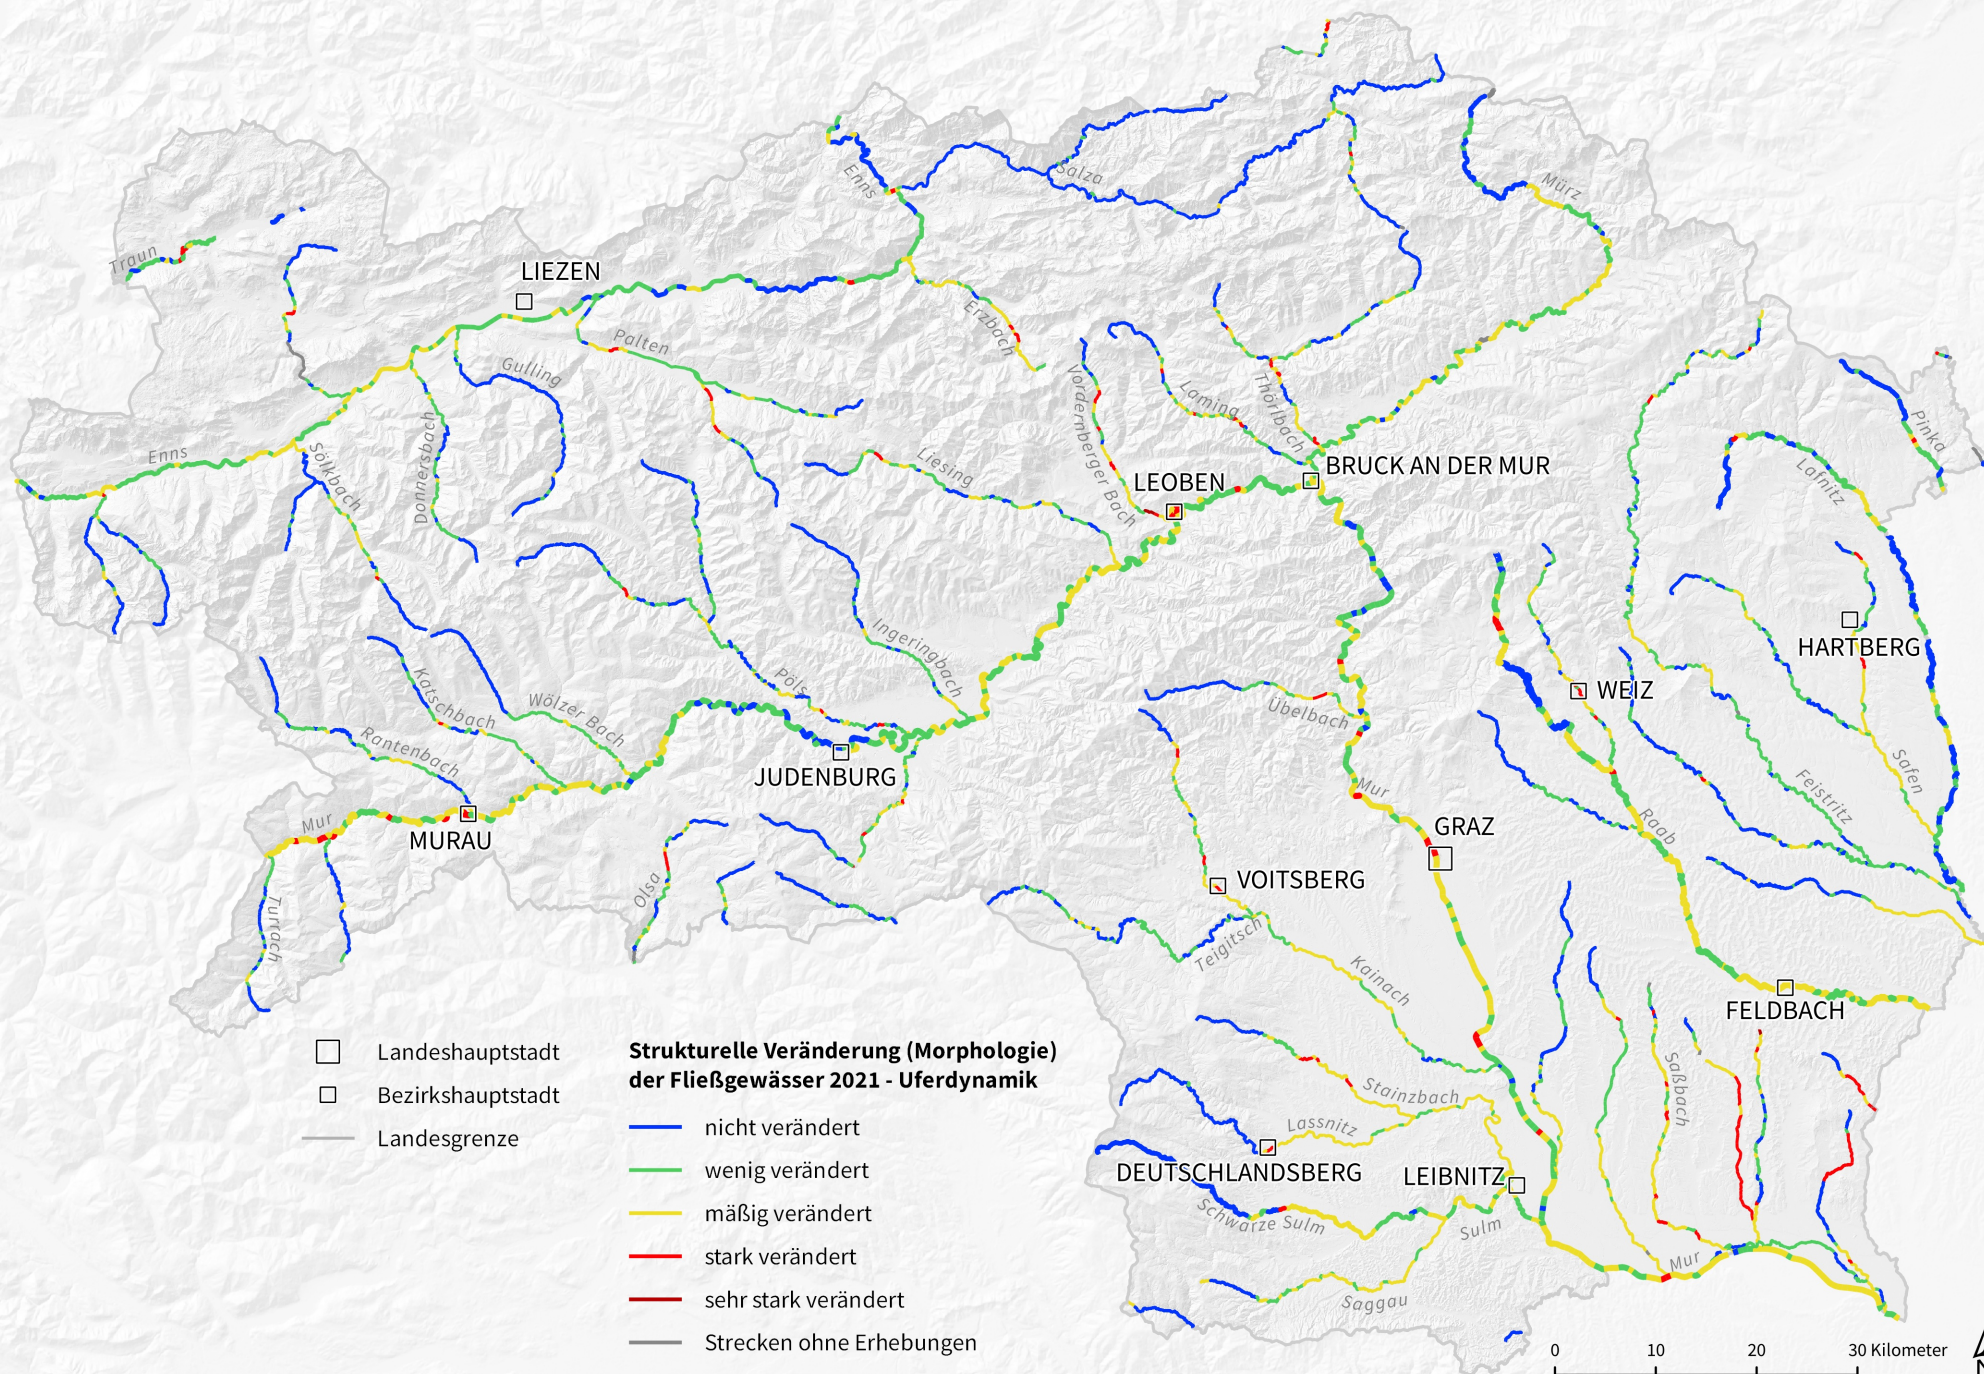 Traun
LIEZEN
Enns
Salza
Mürz
Palten
Gulling
Erzbach
Enns
Sölkbach
Donnersbach
Liesing
Vordernberger Bach
Laming
Thörlbach
LEOBEN
BRUCK AN DER MUR
Pinka
Lafnitz
Ingeringbach
Pöls
Katschbach
Wölzer Bach
Rantenbach
JUDENBURG
Mur
MURAU
Turrach
Olsa
Übelbach
Mur
GRAZ
WEIZ
HARTBERG
Safen
Feistritz
Raab
VOITSBERG
Teigitsch
Kainach
FELDBACH
Stainzbach
Lassnitz
DEUTSCHLANDSBERG
LEIBNITZ
Schwarze Sulm
Sulm
Saggau
Saßbach
Mur
Landeshauptstadt
Bezirkshauptstadt
Landesgrenze
Strukturelle Veränderung (Morphologie)
der Fließgewässer 2021 - Uferdynamik
nicht verändert
wenig verändert
mäßig verändert
stark verändert
sehr stark verändert
Strecken ohne Erhebungen
0 10 20 30 Kilometer